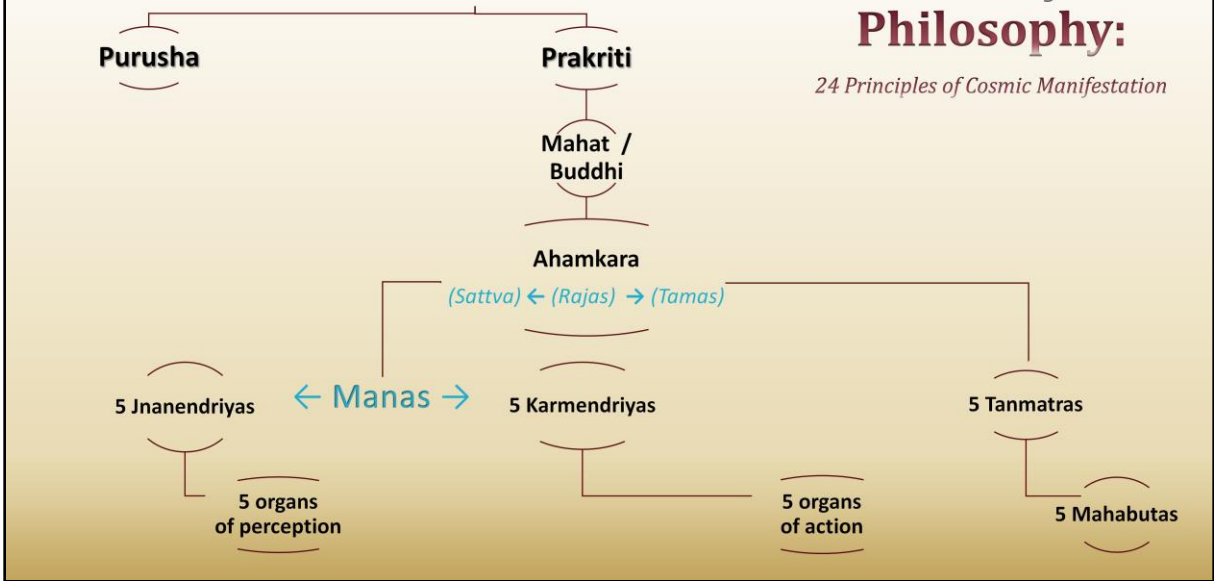 Philosophy:
24 Principles of Cosmic Manifestation
Purusha
Prakriti
Mahat /
Buddhi
Ahamkara
(Sattva) ← (Rajas) → (Tamas)
5 Jnanendriyas
← Manas →
5 Karmendriyas
5 Tanmatras
5 organs
of perception
5 organs
of action
5 Mahabutas